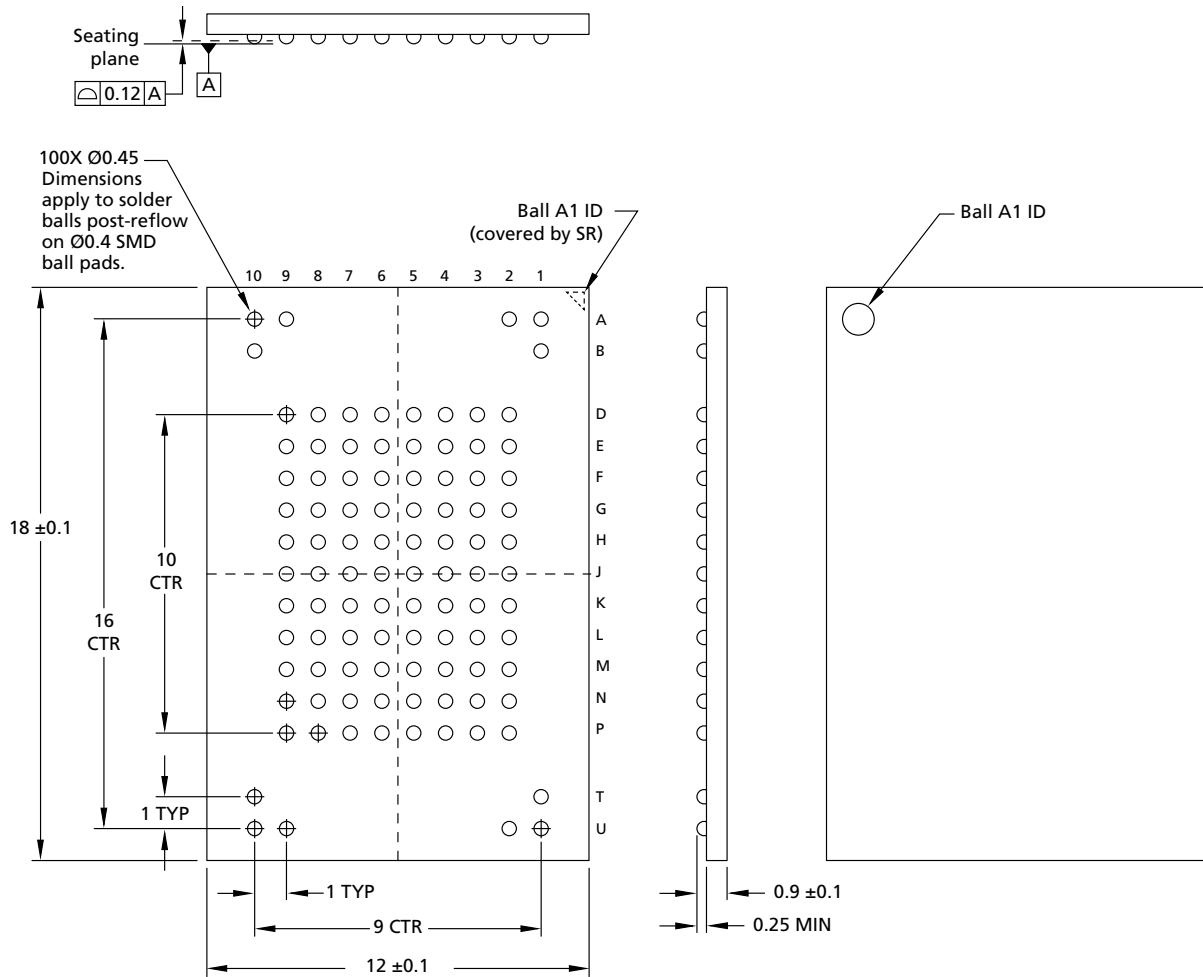 Seating
plane
0.12 A
A
100X Ø0.45
Dimensions
apply to solder
balls post-reflow
on Ø0.4 SMD
ball pads.
Ball A1 ID
(covered by SR)
Ball A1 ID
10 9 8 7 6 5 4 3 2 1
A
B
D
E
F
G
H
J
K
L
M
N
P
T
U
18 ±0.1
16
CTR
10
CTR
1 TYP
1 TYP
9 CTR
12 ±0.1
0.9 ±0.1
0.25 MIN